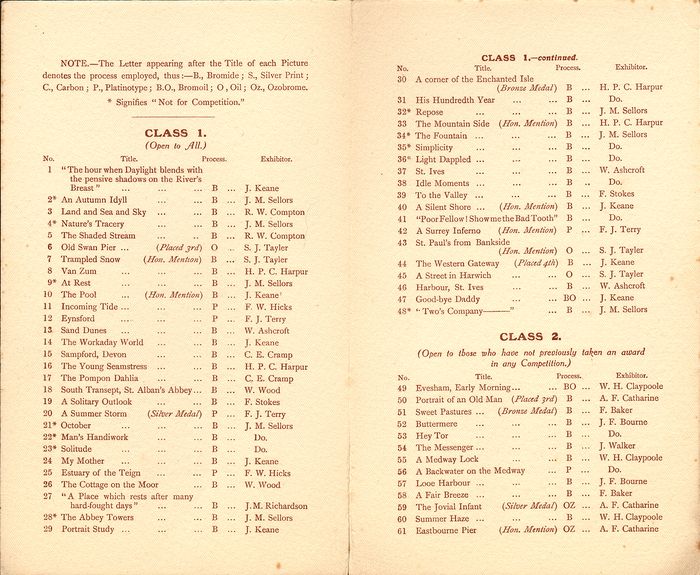 NOTE.—The Letter appearing after the Title of each Picture
denotes the process employed, thus:—B., Bromide; S., Silver Print;
C., Carbon; P., Platinotype; B.O., Bromoil; O, Oil; Oz., Ozobrome.
* Signifies "Not for Competition."
CLASS 1.
(Open to All.)
No. Title. Process. Exhibitor.
1 "The hour when Daylight blends with
the pensive shadows on the River's
Breast" ... ... ... B ... J. Keane
2* An Autumn Idyll ... ... B ... J. M. Sellors
3 Land and Sea and Sky ... ... B ... R. W. Compton
4* Nature's Tracery ... ... B ... J. M. Sellors
5 The Shaded Stream ... ... B ... R. W. Compton
6 Old Swan Pier ... (Placed 3rd) O ... S. J. Taylor
7 Trampled Snow (Hon. Mention) B ... S. J. Taylor
8 Van Zum ... ... ... B ... H. P. C. Harpur
9* At Rest ... ... ... B ... J. M. Sellors
10 The Pool ... (Hon. Mention) B ... J. Keane
11 Incoming Tide ... ... ... P ... F. W. Hicks
12 Eynsford ... ... ... P ... F. J. Terry
13 Sand Dunes ... ... ... B ... W. Ashcroft
14 The Workaday World ... ... B ... J. Keane
15 Sampford, Devon ... ... B ... C. E. Cramp
16 The Young Seamstress ... ... B ... H. P. C. Harpur
17 The Pompon Dahlia ... ... B ... C. E. Cramp
18 South Transept, St. Alban's Abbey ... B ... W. Wood
19 A Solitary Outlook ... ... B ... F. Stokes
20 A Summer Storm (Silver Medal) P ... F. J. Terry
21* October ... ... ... B ... J. M. Sellors
22* Man's Handiwork ... ... B ... Do.
23* Solitude ... ... ... B ... Do.
24 My Mother ... ... ... B ... J. Keane
25 Estuary of the Teign ... ... P ... F. W. Hicks
26 The Cottage on the Moor ... ... B ... W. Wood
27 "A Place which rests after many
hard-fought days" ... ... B ... J.M. Richardson
28* The Abbey Towers ... ... B ... J. M. Sellors
29 Portrait Study ... ... ... B ... J. Keane
CLASS 1.—continued.
No. Title. Process. Exhibitor.
30 A corner of the Enchanted Isle
(Bronze Medal) B ... H. P. C. Harpur
31 His Hundredth Year ... ... B ... Do.
32* Repose ... ... ... B ... J. M. Sellors
33 The Mountain Side (Hon. Mention) B ... H. P. C. Harpur
34* The Fountain ... ... ... B ... J. M. Sellors
35* Simplicity ... ... ... B ... Do.
36* Light Dappled ... ... ... B ... Do.
37 St. Ives ... ... ... B ... W. Ashcroft
38 Idle Moments ... ... ... B .. Do.
39 To the Valley ... ... ... B ... F. Stokes
40 A Silent Shore ... (Hon. Mention) B ... J. Keane
41 "Poor Fellow! Show me the Bad Tooth" B ... Do.
42 A Surrey Inferno (Hon. Mention) P ... F. J. Terry
43 St. Paul's from Bankside
(Hon. Mention) O ... S. J. Taylor
44 The Western Gateway (Placed 4th) B ... J. Keane
45 A Street in Harwich ... ... O ... S. J. Taylor
46 Harbour, St. Ives ... ... B ... W. Ashcroft
47 Good-bye Daddy ... ... BO ... J. Keane
48* "Two's Company———" ... B ... J. M. Sellors
CLASS 2.
(Open to those who have not previously taken an award
in any Competition.)
No. Title. Process. Exhibitor.
49 Evesham, Early Morning ... ... BO ... W. H. Claypoole
50 Portrait of an Old Man (Placed 3rd) B ... A. F. Catharine
51 Sweet Pastures ... (Bronze Medal) B ... F. Baker
52 Buttermere ... ... ... B ... J. F. Bourne
53 Hey Tor ... ... ... B ... Do.
54 The Messenger ... ... ... B ... J. Walker
55 A Medway Lock ... ... B ... W. H. Claypoole
56 A Backwater on the Medway ... P ... Do.
57 Looe Harbour ... ... ... B ... J. F. Bourne
58 A Fair Breeze ... ... ... B ... F. Baker
59 The Jovial Infant (Silver Medal) OZ ... A. F. Catharine
60 Summer Haze ... ... ... B ... W. H. Claypoole
61 Eastbourne Pier (Hon. Mention) OZ ... A. F. Catharine